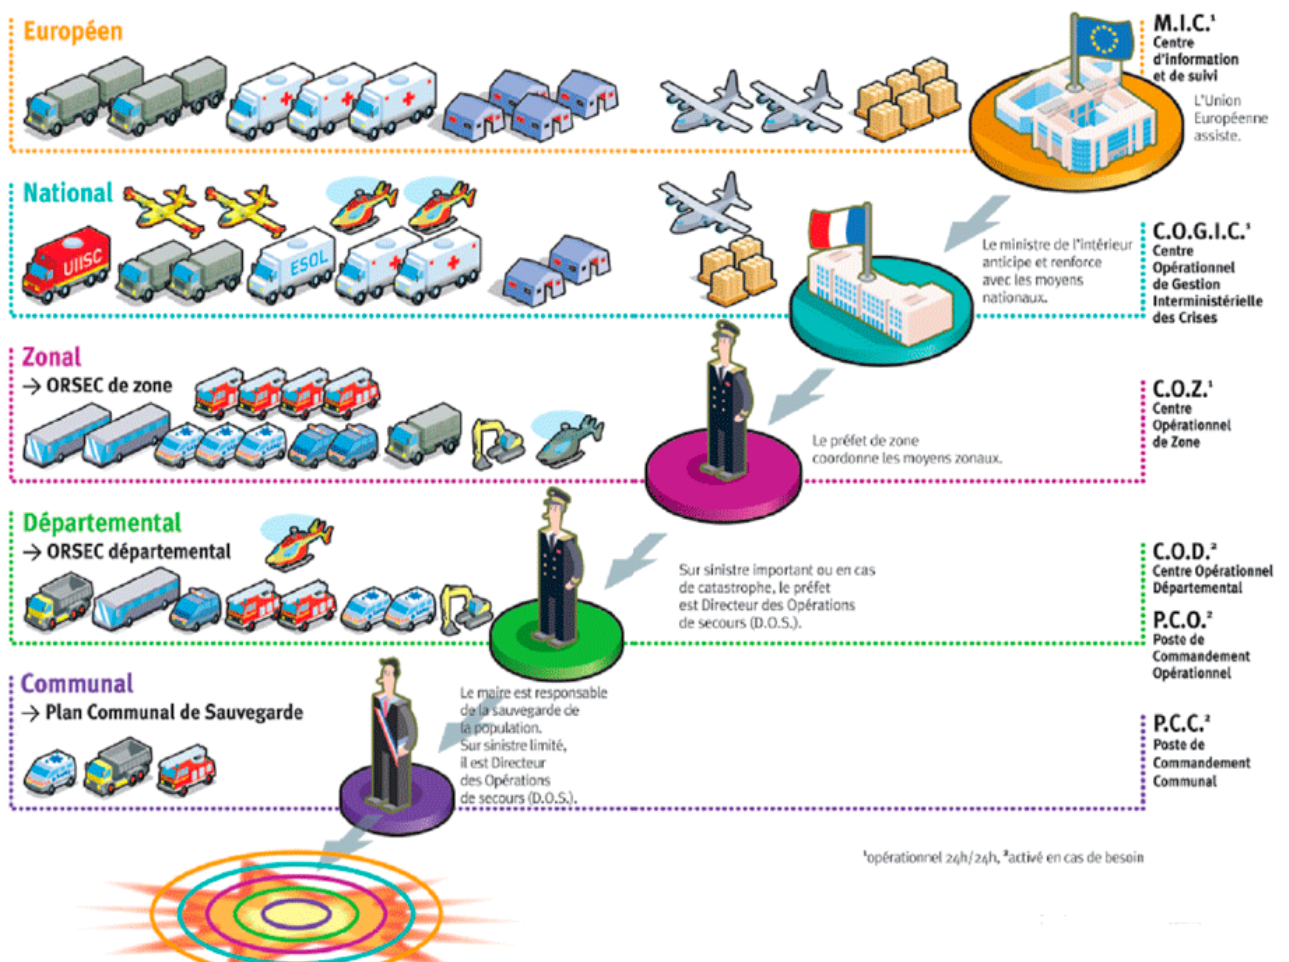 Européen
M.I.C.¹
Centre
d'information
et de suivi
L'Union
Européenne
assiste.
National
UIISC
ESOL
Le ministre de l'intérieur
anticipe et renforce
avec les moyens
nationaux.
C.O.G.I.C.¹
Centre
Opérationnel
de Gestion
Interministérielle
des Crises
Zonal
→ ORSEC de zone
Le préfet de zone
coordonne les moyens zonaux.
C.O.Z.¹
Centre
Opérationnel
de Zone
Départemental
→ ORSEC départemental
Sur sinistre important ou en cas
de catastrophe, le préfet
est Directeur des Opérations
de secours (D.O.S.).
C.O.D.²
Centre Opérationnel
Départemental
P.C.O.²
Poste de
Commandement
Opérationnel
Communal
→ Plan Communal de Sauvegarde
Le maire est responsable
de la sauvegarde de
la population.
Sur sinistre limité,
il est Directeur
des Opérations
de secours (D.O.S.).
P.C.C.²
Poste de
Commandement
Communal
¹opérationnel 24h/24h, ²activé en cas de besoin